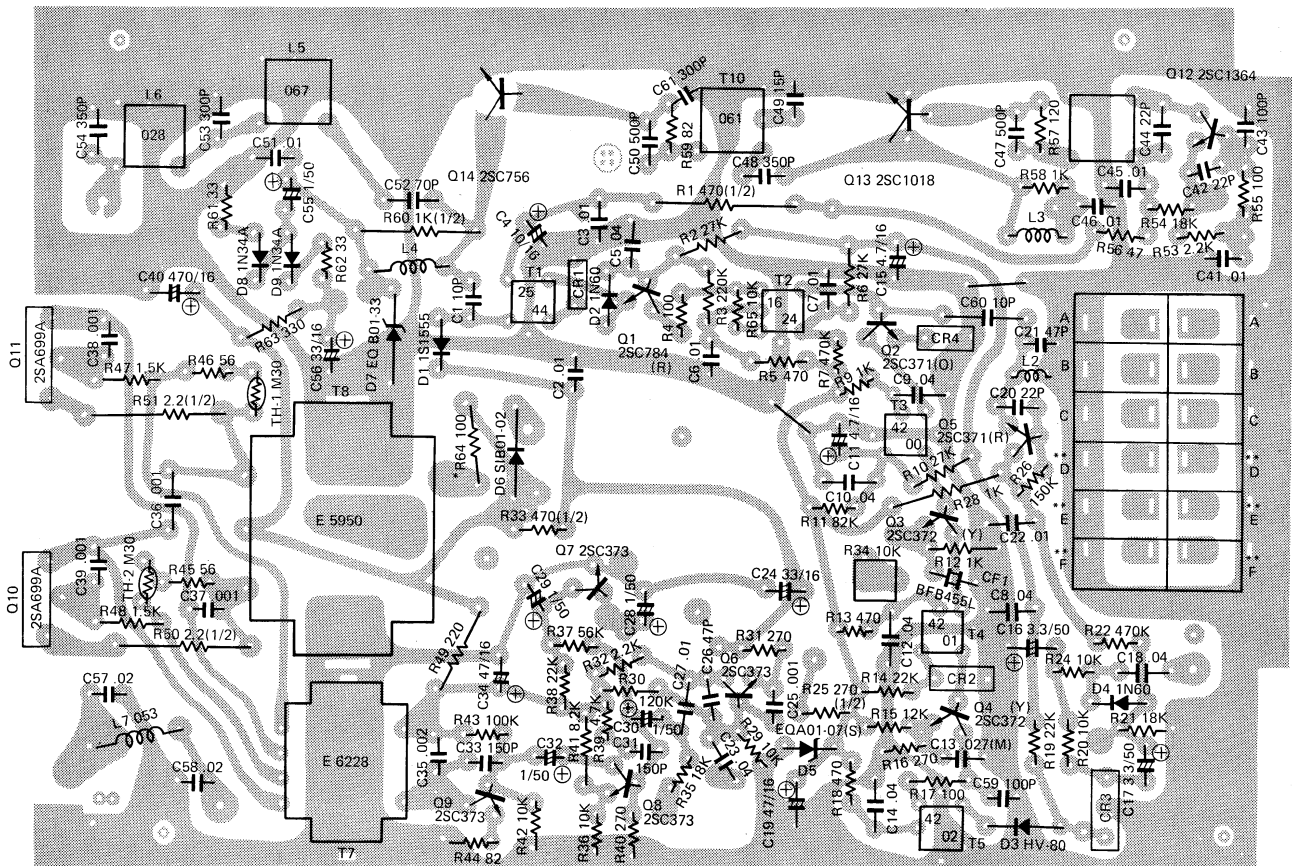 L5
067
L6
028
C54 350P
C53 300P
C51 .01
C55 1/50
R61 33
C52 70P
R60 1K(1/2)
L4
Q14 2SC756
C61 300P
T10
061
C49 15P
C50 500P
R59 82
C48 350P
R1 470(1/2)
Q13 2SC1018
C47 500P
R57 120
C44 22P
Q12 2SC1364
C43 100P
C42 22P
R58 1K
C45 .01
L3
C46 .01
R54 18K
R55 100
R56 47
R53 2.2K
C41 .01
C4 10/16
C3 .01
C5 .04
R2 27K
D8 1N34A
D9 1N34A
R62 33
C40 470/16
R63 330
C56 33/16
D7 EQ B01-33
D1 1S1555
C1 10P
T1
25
44
CR1
D2 1N60
Q1
2SC784
(R)
R4 100
R3 220K
R65 10K
T2
16
24
C7 .01
R6 27K
C15 4.7/16
C6 .01
R5 470
C2 .01
Q2
2SC371(O)
CR4
C60 10P
C21 47P
L2
R7 470K
R9 1K
C9 .04
C20 22P
T3
42
00
Q5
2SC371(R)
C11 4.7/16
R10 27K
R28 1K
R26
150K
C10 .04
R11 82K
Q3
2SC372
(Y)
C22 .01
A
B
C
**D
**E
**F
A
B
C
**D
**E
**F
Q11
2SA699A
C38 .001
R47 1.5K
R46 56
R51 2.2(1/2)
TH-1 M30
T8
E 5950
*R64 100
D6 SIB01-02
C36 .001
R33 470(1/2)
Q10
2SA699A
C39 .001
TH-2 M30
R45 56
C37 .001
R48 1.5K
R50 2.2(1/2)
Q7 2SC373
C29 1/50
C28 1/50
C24 33/16
R34 10K
R12 1K
CF1
BFB455L
C8 .04
R13 470
C12 .04
42
01
T4
C16 3.3/50
R22 470K
R24 10K
C18 .04
CR2
D4 1N60
R21 18K
R49 220
C34 47/16
R37 56K
R32 2.2K
R38 22K
R30
120K
C30
1/50
C27 .01
C26 47P
Q6
2SC373
R31 270
C25 .001
R25 270
(1/2)
R14 22K
R15 12K
Q4 (Y)
2SC372
R16 270
C13 .027(M)
R19 22K
R20 10K
C17 3.3/50
C57 .02
L7 053
C58 .02
E 6228
T7
C35 .002
R43 100K
C33 150P
C32
1/50
R41 8.2K
R39 4.7K
C31
150P
R35 18K
C23 .04
R29 10K
EQA01-07(S)
D5
C19 47/16
R18 470
C14 .04
R17 100
C59 100P
42
02
T5
D3 HV-80
CR3
Q9
2SC373
R44 82
R42 10K
R36 10K
R40 270
Q8
2SC373